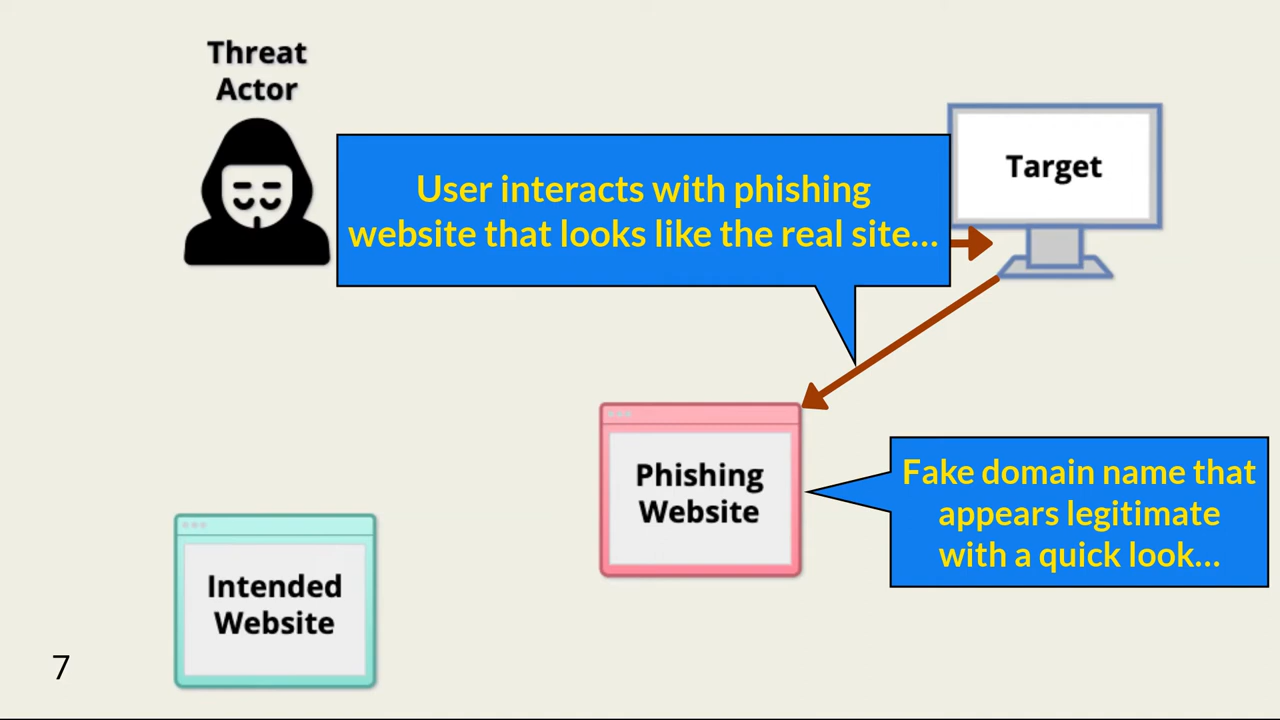 Threat
Actor
User interacts with phishing
website that looks like the real site...
Target
Phishing
Website
Fake domain name that
appears legitimate
with a quick look...
Intended
Website
7